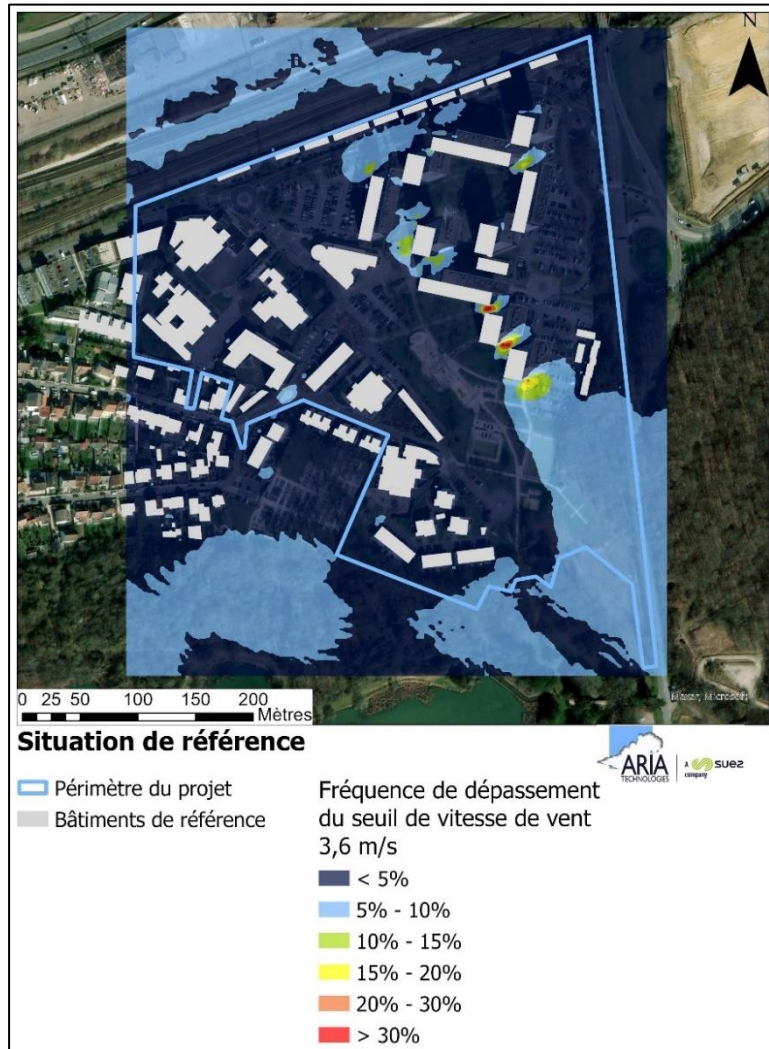 N
Maxar, Microsoft
0 25 50 100 150 200
Mètres
Situation de référence
ARIA
TECHNOLOGIES
A
company
suez
Périmètre du projet
Bâtiments de référence
Fréquence de dépassement
du seuil de vitesse de vent
3,6 m/s
< 5%
5% - 10%
10% - 15%
15% - 20%
20% - 30%
> 30%